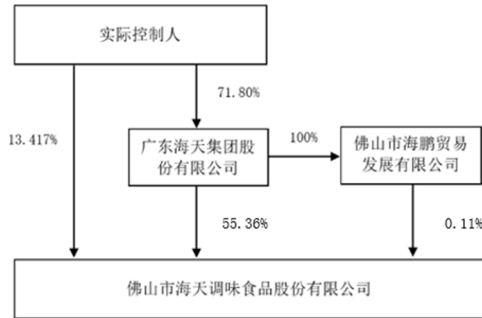 实际控制人
71.80%
13.417%
广东海天集团股
份有限公司
100%
佛山市海鹏贸易
发展有限公司
55.36%
0.11%
佛山市海天调味食品股份有限公司